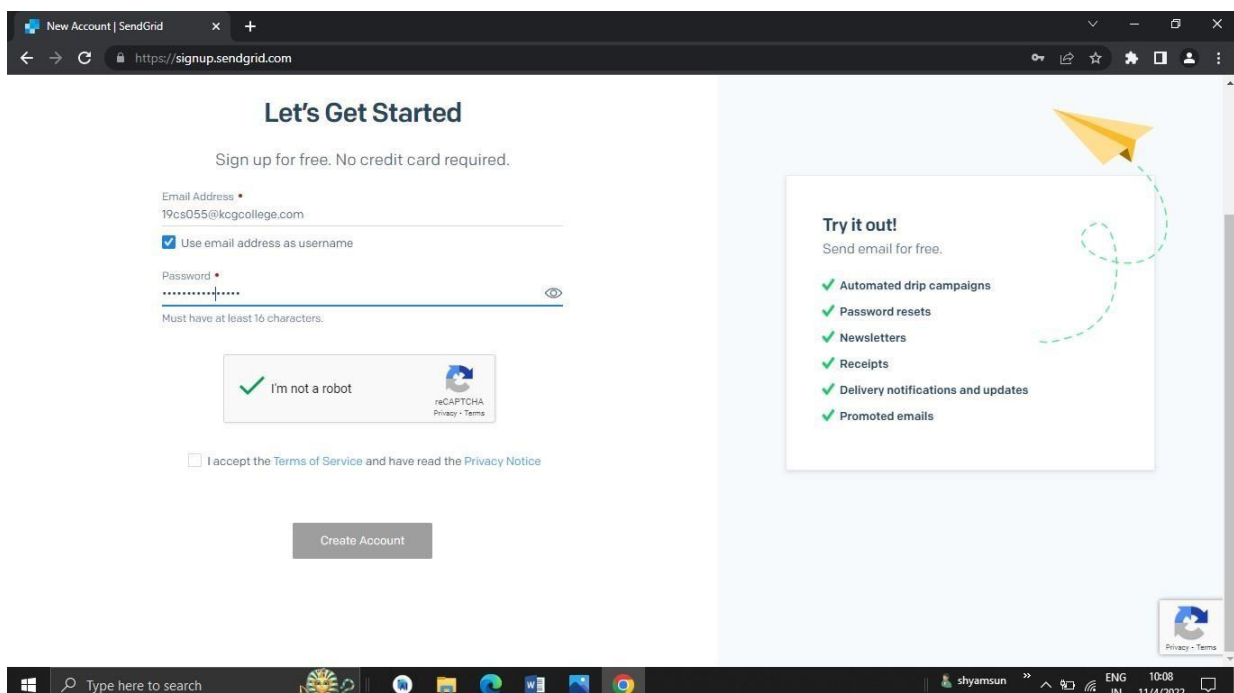 New Account | SendGrid
https://signup.sendgrid.com
Let's Get Started
Sign up for free. No credit card required.
Email Address •
19cs055@kcgcollege.com
Use email address as username
Password •
Must have at least 16 characters.
I'm not a robot
reCAPTCHA
Privacy - Terms
I accept the Terms of Service and have read the Privacy Notice
Create Account
Try it out!
Send email for free.
Automated drip campaigns
Password resets
Newsletters
Receipts
Delivery notifications and updates
Promoted emails
Privacy - Terms
Type here to search
shyamsun
ENG
IN
10:08
11/4/2022